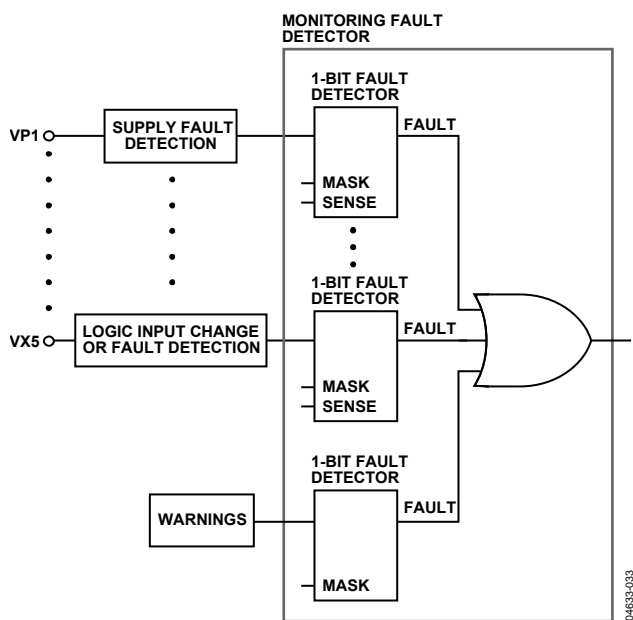 MONITORING FAULT
DETECTOR
1-BIT FAULT
DETECTOR
FAULT
VP1
SUPPLY FAULT
DETECTION
MASK
SENSE
1-BIT FAULT
DETECTOR
FAULT
VX5
LOGIC INPUT CHANGE
OR FAULT DETECTION
MASK
SENSE
1-BIT FAULT
DETECTOR
FAULT
WARNINGS
MASK
04633-033